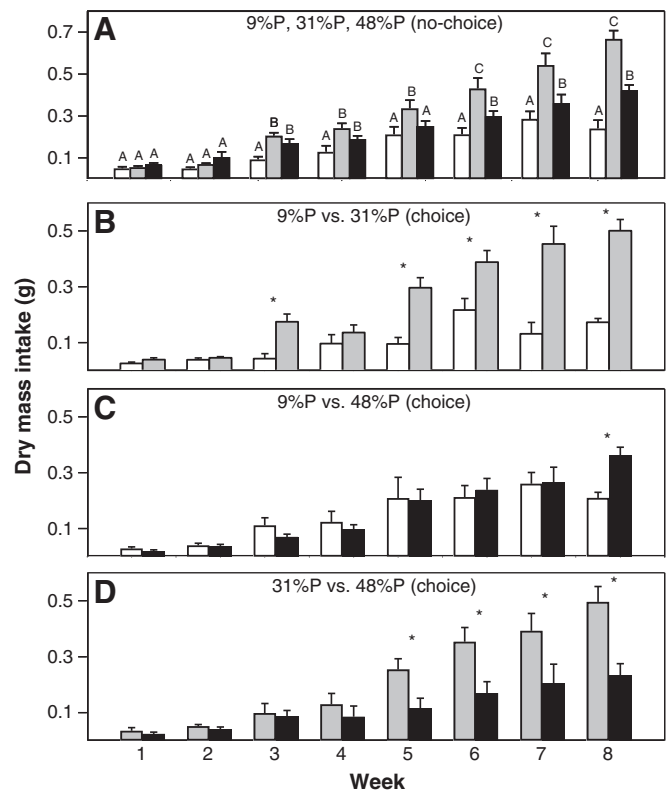 A
9%P, 31%P, 48%P (no-choice)
0.7
0.5
0.3
0.1
A A A
A A A
A B B
A B B
A B A
A C B
A C B
A C B
B
9%P vs. 31%P (choice)
0.5
0.3
0.1
* * * * *
C
9%P vs. 48%P (choice)
0.5
0.3
0.1
*
D
31%P vs. 48%P (choice)
0.5
0.3
0.1
* * * *
Dry mass intake (g)
1 2 3 4 5 6 7 8
Week